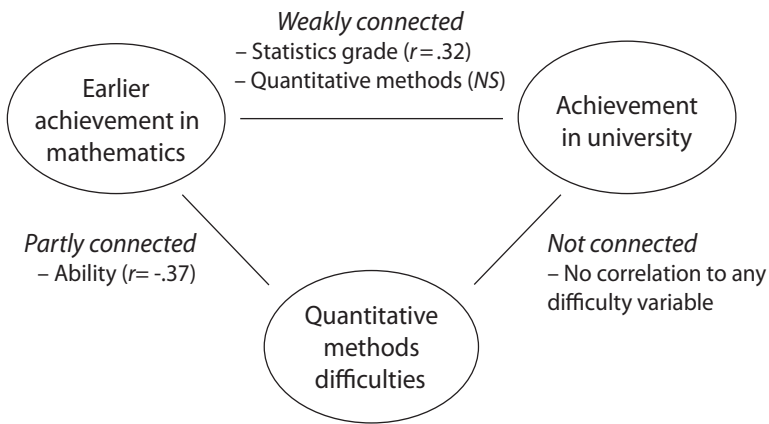 Weakly connected
– Statistics grade (r = .32)
– Quantitative methods (NS)
Earlier
achievement in
mathematics
Achievement
in university
Partly connected
– Ability (r= -.37)
Not connected
– No correlation to any
difficulty variable
Quantitative
methods
difficulties